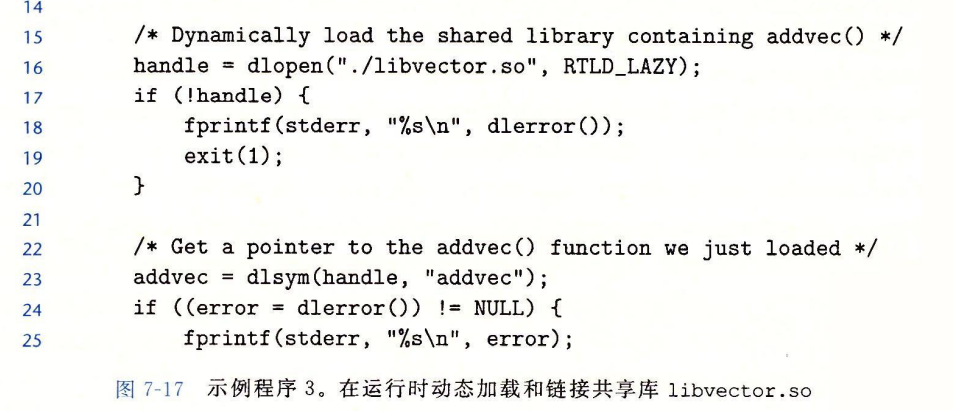 14
15 /* Dynamically load the shared library containing addvec() */
16 handle = dlopen("./libvector.so", RTLD_LAZY);
17 if (!handle) {
18 fprintf(stderr, "%s\n", dlerror());
19 exit(1);
20 }
21
22 /* Get a pointer to the addvec() function we just loaded */
23 addvec = dlsym(handle, "addvec");
24 if ((error = dlerror()) != NULL) {
25 fprintf(stderr, "%s\n", error);
图 7-17 示例程序 3。在运行时动态加载和链接共享库 libvector.so